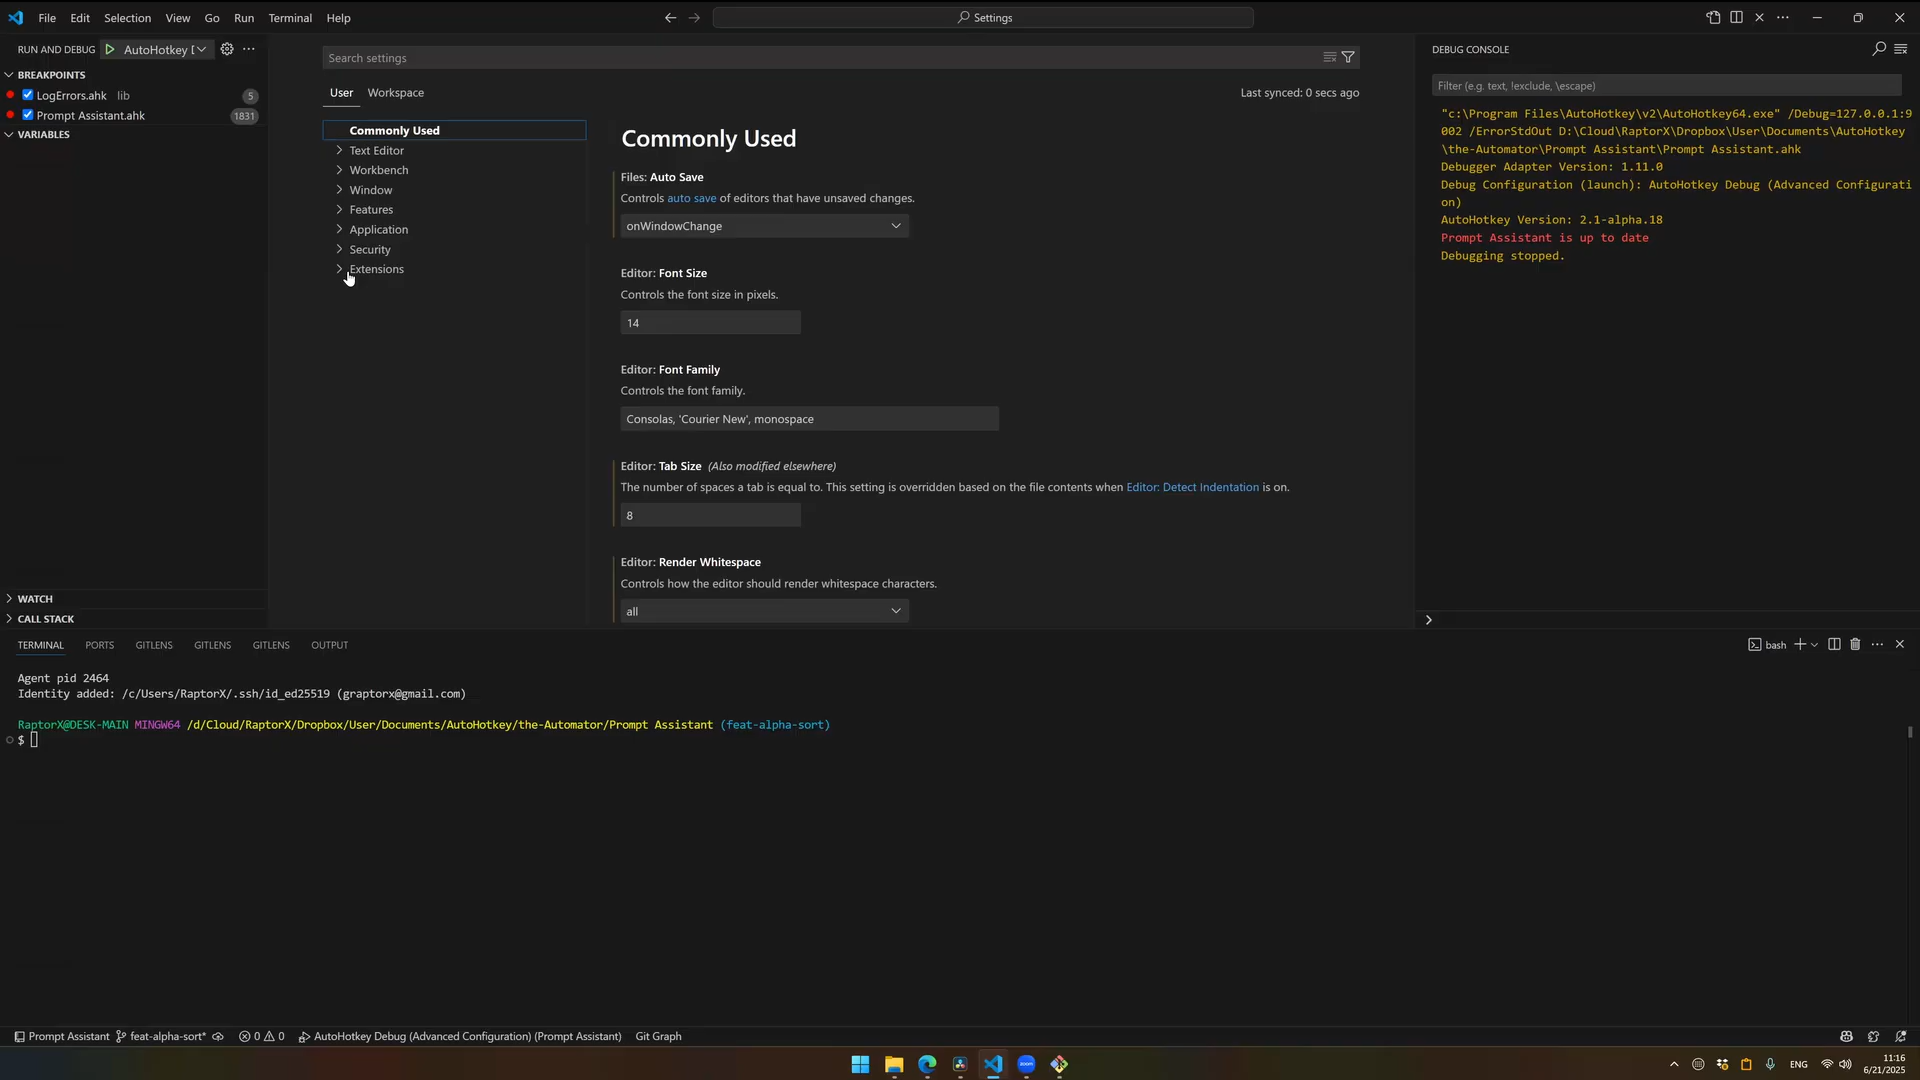 File Edit Selection View Go Run Terminal Help
Settings
RUN AND DEBUG AutoHotkey [
BREAKPOINTS
LogErrors.ahk lib 5
Prompt Assistant.ahk 1831
VARIABLES
WATCH
CALL STACK
Search settings
User Workspace
Last synced: 0 secs ago
Commonly Used
Text Editor
Workbench
Window
Features
Application
Security
Extensions
Commonly Used
Files: Auto Save
Controls auto save of editors that have unsaved changes.
onWindowChange
Editor: Font Size
Controls the font size in pixels.
14
Editor: Font Family
Controls the font family.
Consolas, 'Courier New', monospace
Editor: Tab Size (Also modified elsewhere)
The number of spaces a tab is equal to. This setting is overridden based on the file contents when Editor: Detect Indentation is on.
8
Editor: Render Whitespace
Controls how the editor should render whitespace characters.
all
DEBUG CONSOLE
Filter (e.g. text, !exclude, \escape)
"c:\Program Files\AutoHotkey\v2\AutoHotkey64.exe" /Debug=127.0.0.1:9
002 /ErrorStdOut D:\Cloud\RaptorX\Dropbox\User\Documents\AutoHotkey
\the-Automator\Prompt Assistant\Prompt Assistant.ahk
Debugger Adapter Version: 1.11.0
Debug Configuration (launch): AutoHotkey Debug (Advanced Configurati
on)
AutoHotkey Version: 2.1-alpha.18
Prompt Assistant is up to date
Debugging stopped.
TERMINAL PORTS GITLENS GITLENS GITLENS OUTPUT
bash
Agent pid 2464
Identity added: /c/Users/RaptorX/.ssh/id_ed25519 (graptorx@gmail.com)
RaptorX@DESK-MAIN MINGW64 /d/Cloud/RaptorX/Dropbox/User/Documents/AutoHotkey/the-Automator/Prompt Assistant (feat-alpha-sort)
$
Prompt Assistant feat-alpha-sort* 0 0 AutoHotkey Debug (Advanced Configuration) (Prompt Assistant) Git Graph
zoom
ENG
11:16
6/21/2025